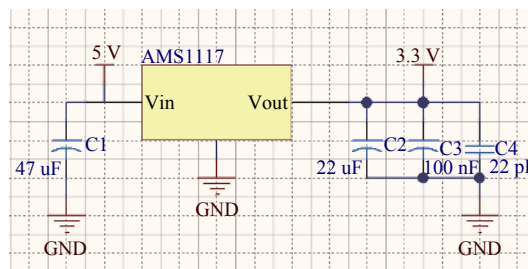 5 V
AMS1117
3.3 V
Vin
Vout
C1
C2
C3
C4
47 uF
22 uF
100 nF
GND
GND
GND